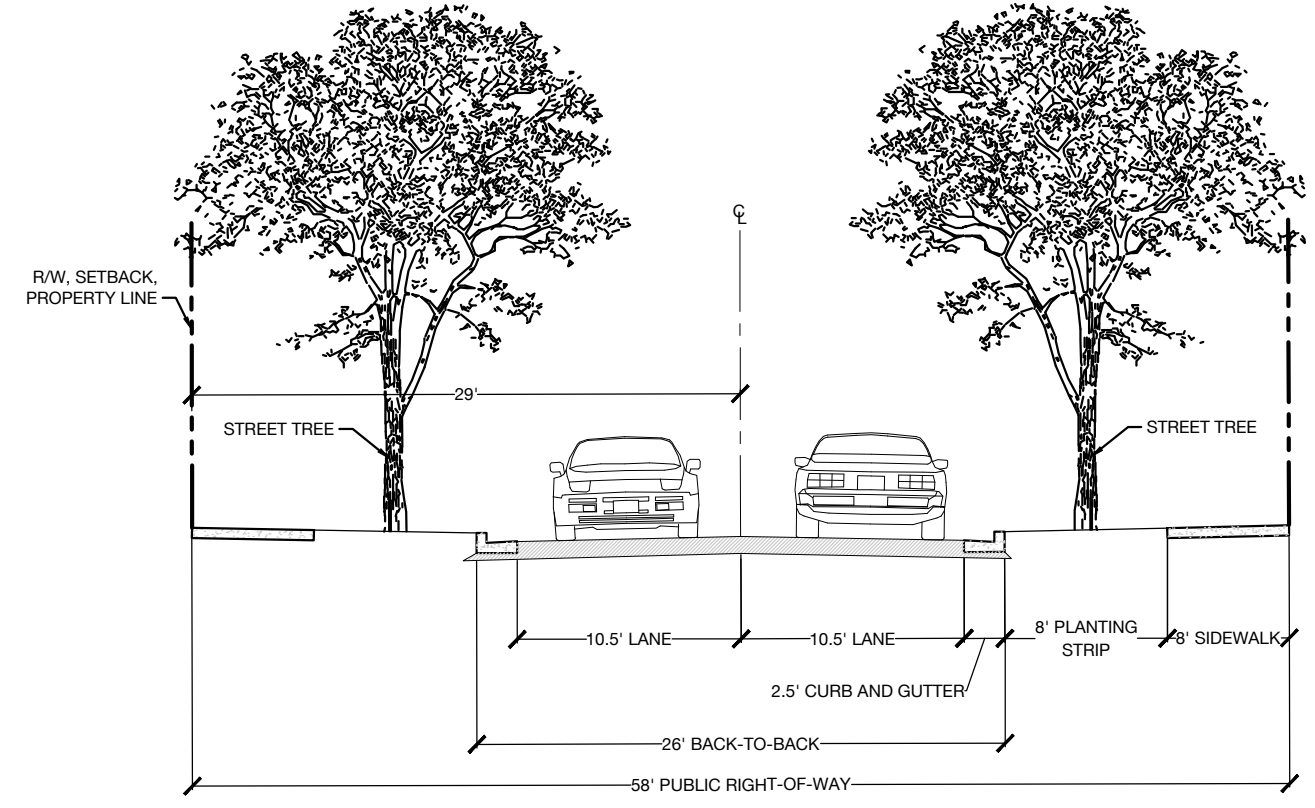 ℄
R/W, SETBACK,
PROPERTY LINE
29'
STREET TREE
STREET TREE
10.5' LANE
10.5' LANE
8' PLANTING
STRIP
8' SIDEWALK
2.5' CURB AND GUTTER
26' BACK-TO-BACK
58' PUBLIC RIGHT-OF-WAY